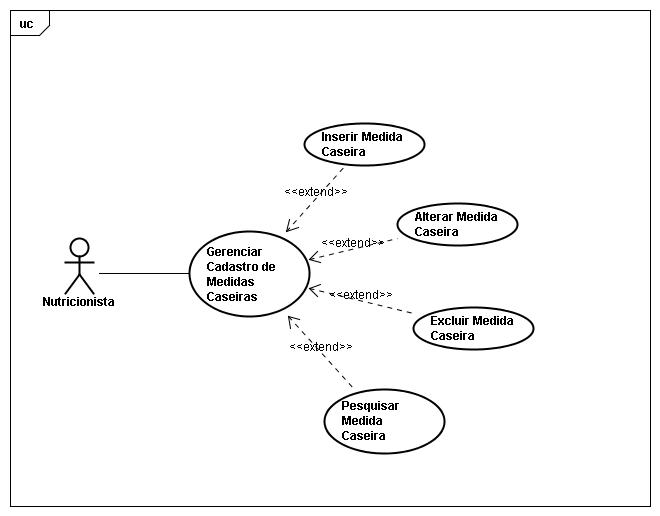 uc
Inserir Medida
Caseira
<<extend>>
Alterar Medida
Caseira
<<extend>>
Gerenciar
Cadastro de
Medidas
Caseiras
Nutricionista
<<extend>>
Excluir Medida
Caseira
<<extend>>
Pesquisar
Medida
Caseira